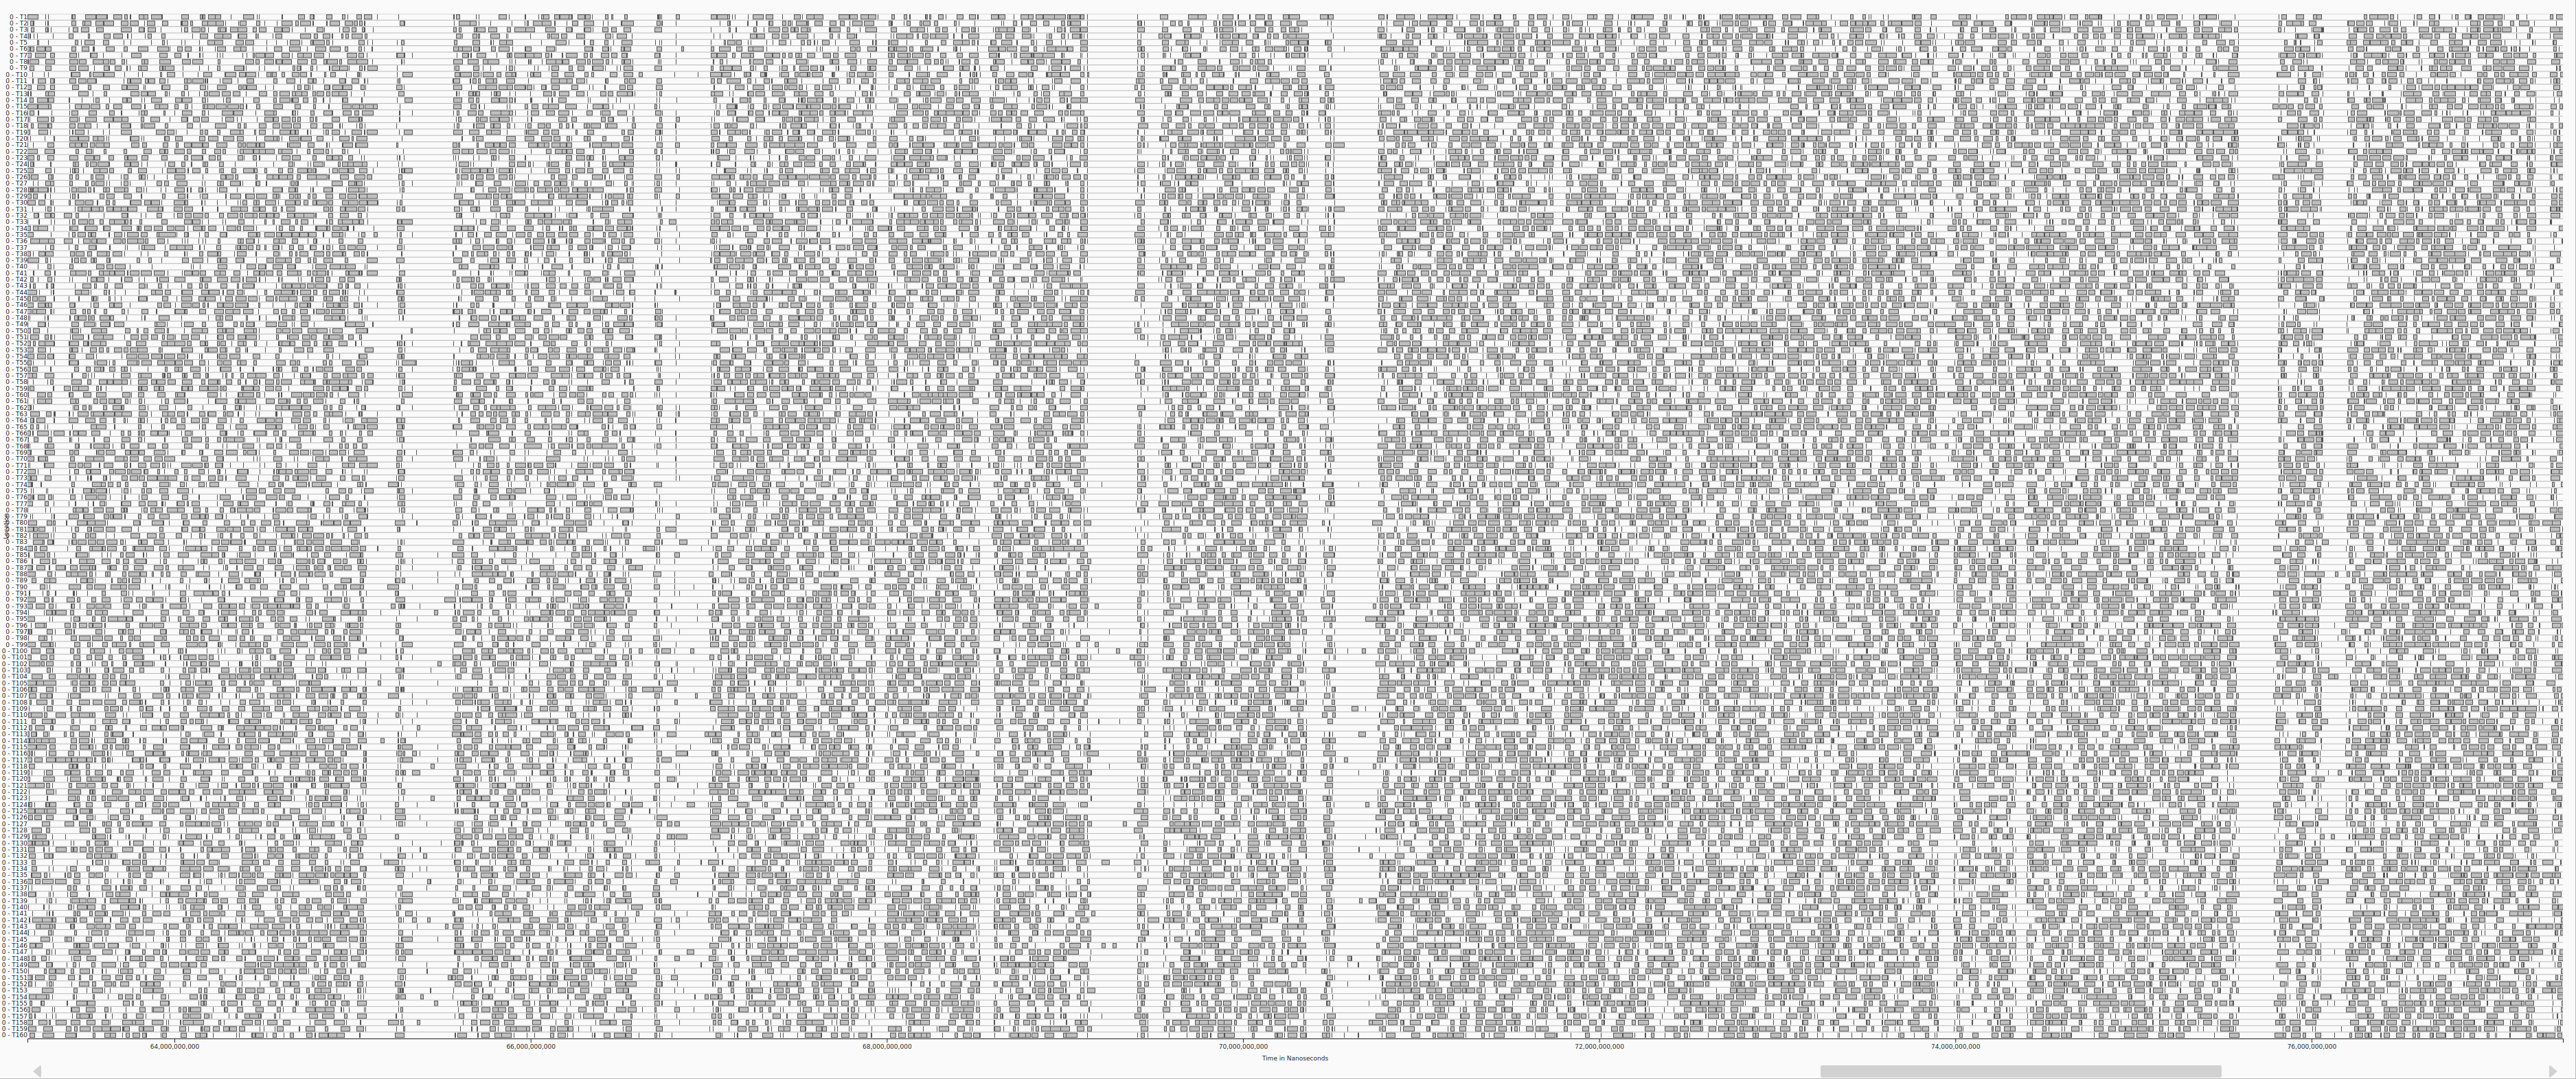 0 - T1
0 - T2
0 - T3
0 - T4
0 - T5
0 - T6
0 - T7
0 - T8
0 - T9
0 - T10
0 - T11
0 - T12
0 - T13
0 - T14
0 - T15
0 - T16
0 - T17
0 - T18
0 - T19
0 - T20
0 - T21
0 - T22
0 - T23
0 - T24
0 - T25
0 - T26
0 - T27
0 - T28
0 - T29
0 - T30
0 - T31
0 - T32
0 - T33
0 - T34
0 - T35
0 - T36
0 - T37
0 - T38
0 - T39
0 - T40
0 - T41
0 - T42
0 - T43
0 - T44
0 - T45
0 - T46
0 - T47
0 - T48
0 - T49
0 - T50
0 - T51
0 - T52
0 - T53
0 - T54
0 - T55
0 - T56
0 - T57
0 - T58
0 - T59
0 - T60
0 - T61
0 - T62
0 - T63
0 - T64
0 - T65
0 - T66
0 - T67
0 - T68
0 - T69
0 - T70
0 - T71
0 - T72
0 - T73
0 - T74
0 - T75
0 - T76
0 - T77
0 - T78
0 - T79
0 - T80
0 - T81
0 - T82
0 - T83
0 - T84
0 - T85
0 - T86
0 - T87
0 - T88
0 - T89
0 - T90
0 - T91
0 - T92
0 - T93
0 - T94
0 - T95
0 - T96
0 - T97
0 - T98
0 - T99
0 - T100
0 - T101
0 - T102
0 - T103
0 - T104
0 - T105
0 - T106
0 - T107
0 - T108
0 - T109
0 - T110
0 - T111
0 - T112
0 - T113
0 - T114
0 - T115
0 - T116
0 - T117
0 - T118
0 - T119
0 - T120
0 - T121
0 - T122
0 - T123
0 - T124
0 - T125
0 - T126
0 - T127
0 - T128
0 - T129
0 - T130
0 - T131
0 - T132
0 - T133
0 - T134
0 - T135
0 - T136
0 - T137
0 - T138
0 - T139
0 - T140
0 - T141
0 - T142
0 - T143
0 - T144
0 - T145
0 - T146
0 - T147
0 - T148
0 - T149
0 - T150
0 - T151
0 - T152
0 - T153
0 - T154
0 - T155
0 - T156
0 - T157
0 - T158
0 - T159
0 - T160
64,000,000,000 66,000,000,000 68,000,000,000 70,000,000,000 72,000,000,000 74,000,000,000 76,000,000,000
Time in Nanoseconds